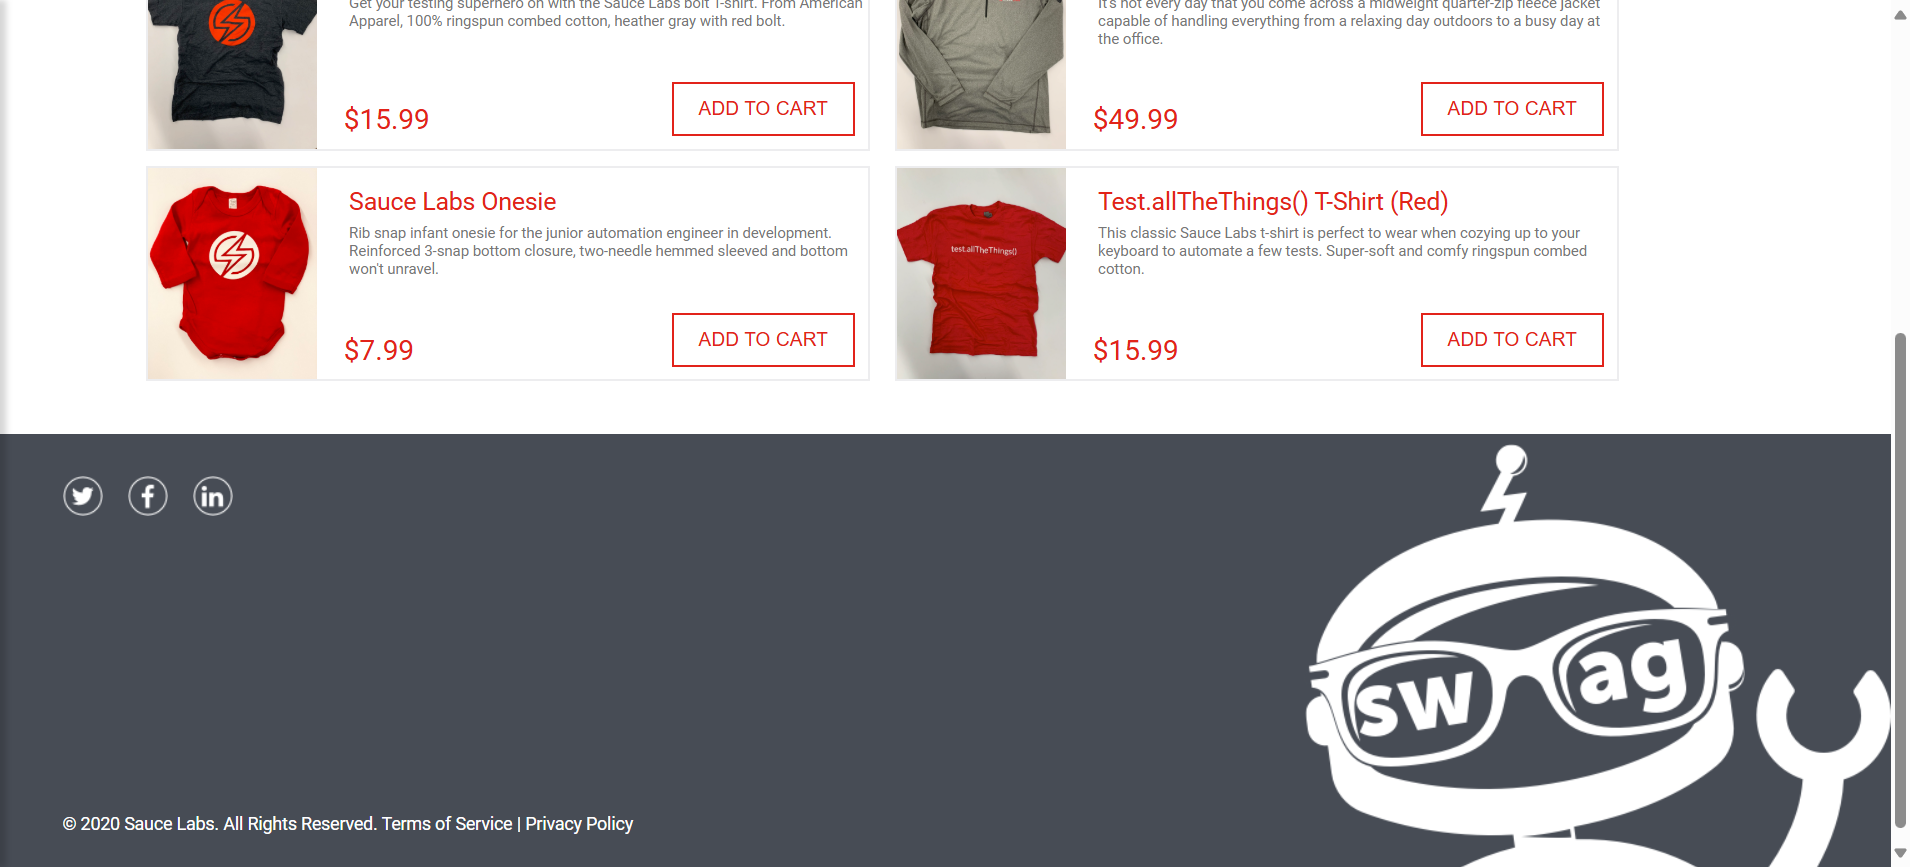 Get your testing superhero on with the Sauce Labs bolt T-shirt. From American
Apparel, 100% ringspun combed cotton, heather gray with red bolt.
$15.99
ADD TO CART
It's not every day that you come across a midweight quarter-zip fleece jacket
capable of handling everything from a relaxing day outdoors to a busy day at
the office.
$49.99
ADD TO CART
Sauce Labs Onesie
Rib snap infant onesie for the junior automation engineer in development.
Reinforced 3-snap bottom closure, two-needle hemmed sleeved and bottom
won't unravel.
$7.99
ADD TO CART
test.allTheThings()
Test.allTheThings() T-Shirt (Red)
This classic Sauce Labs t-shirt is perfect to wear when cozying up to your
keyboard to automate a few tests. Super-soft and comfy ringspun combed
cotton.
$15.99
ADD TO CART
in
swag
© 2020 Sauce Labs. All Rights Reserved. Terms of Service | Privacy Policy